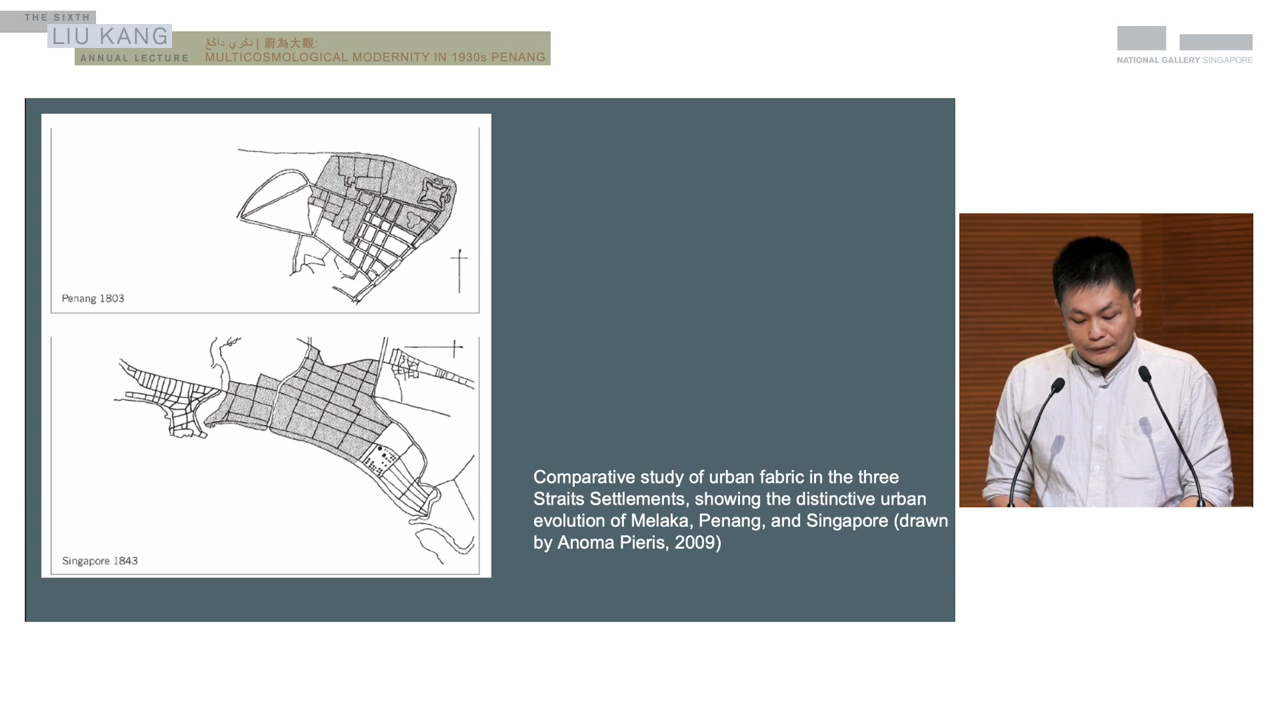 THE SIXTH
LIU KANG
ANNUAL LECTURE
نكري داڠڠ | 蔚為大觀:
MULTICOSMOLOGICAL MODERNITY IN 1930s PENANG
NATIONAL GALLERY SINGAPORE
Penang 1803
Singapore 1843
Comparative study of urban fabric in the three
Straits Settlements, showing the distinctive urban
evolution of Melaka, Penang, and Singapore (drawn
by Anoma Pieris, 2009)